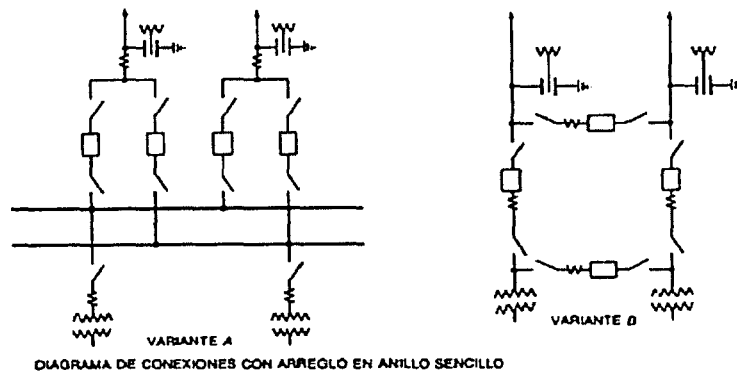 VARIANTE A
VARIANTE B
DIAGRAMA DE CONEXIONES CON ARREGLO EN ANILLO SENCILLO